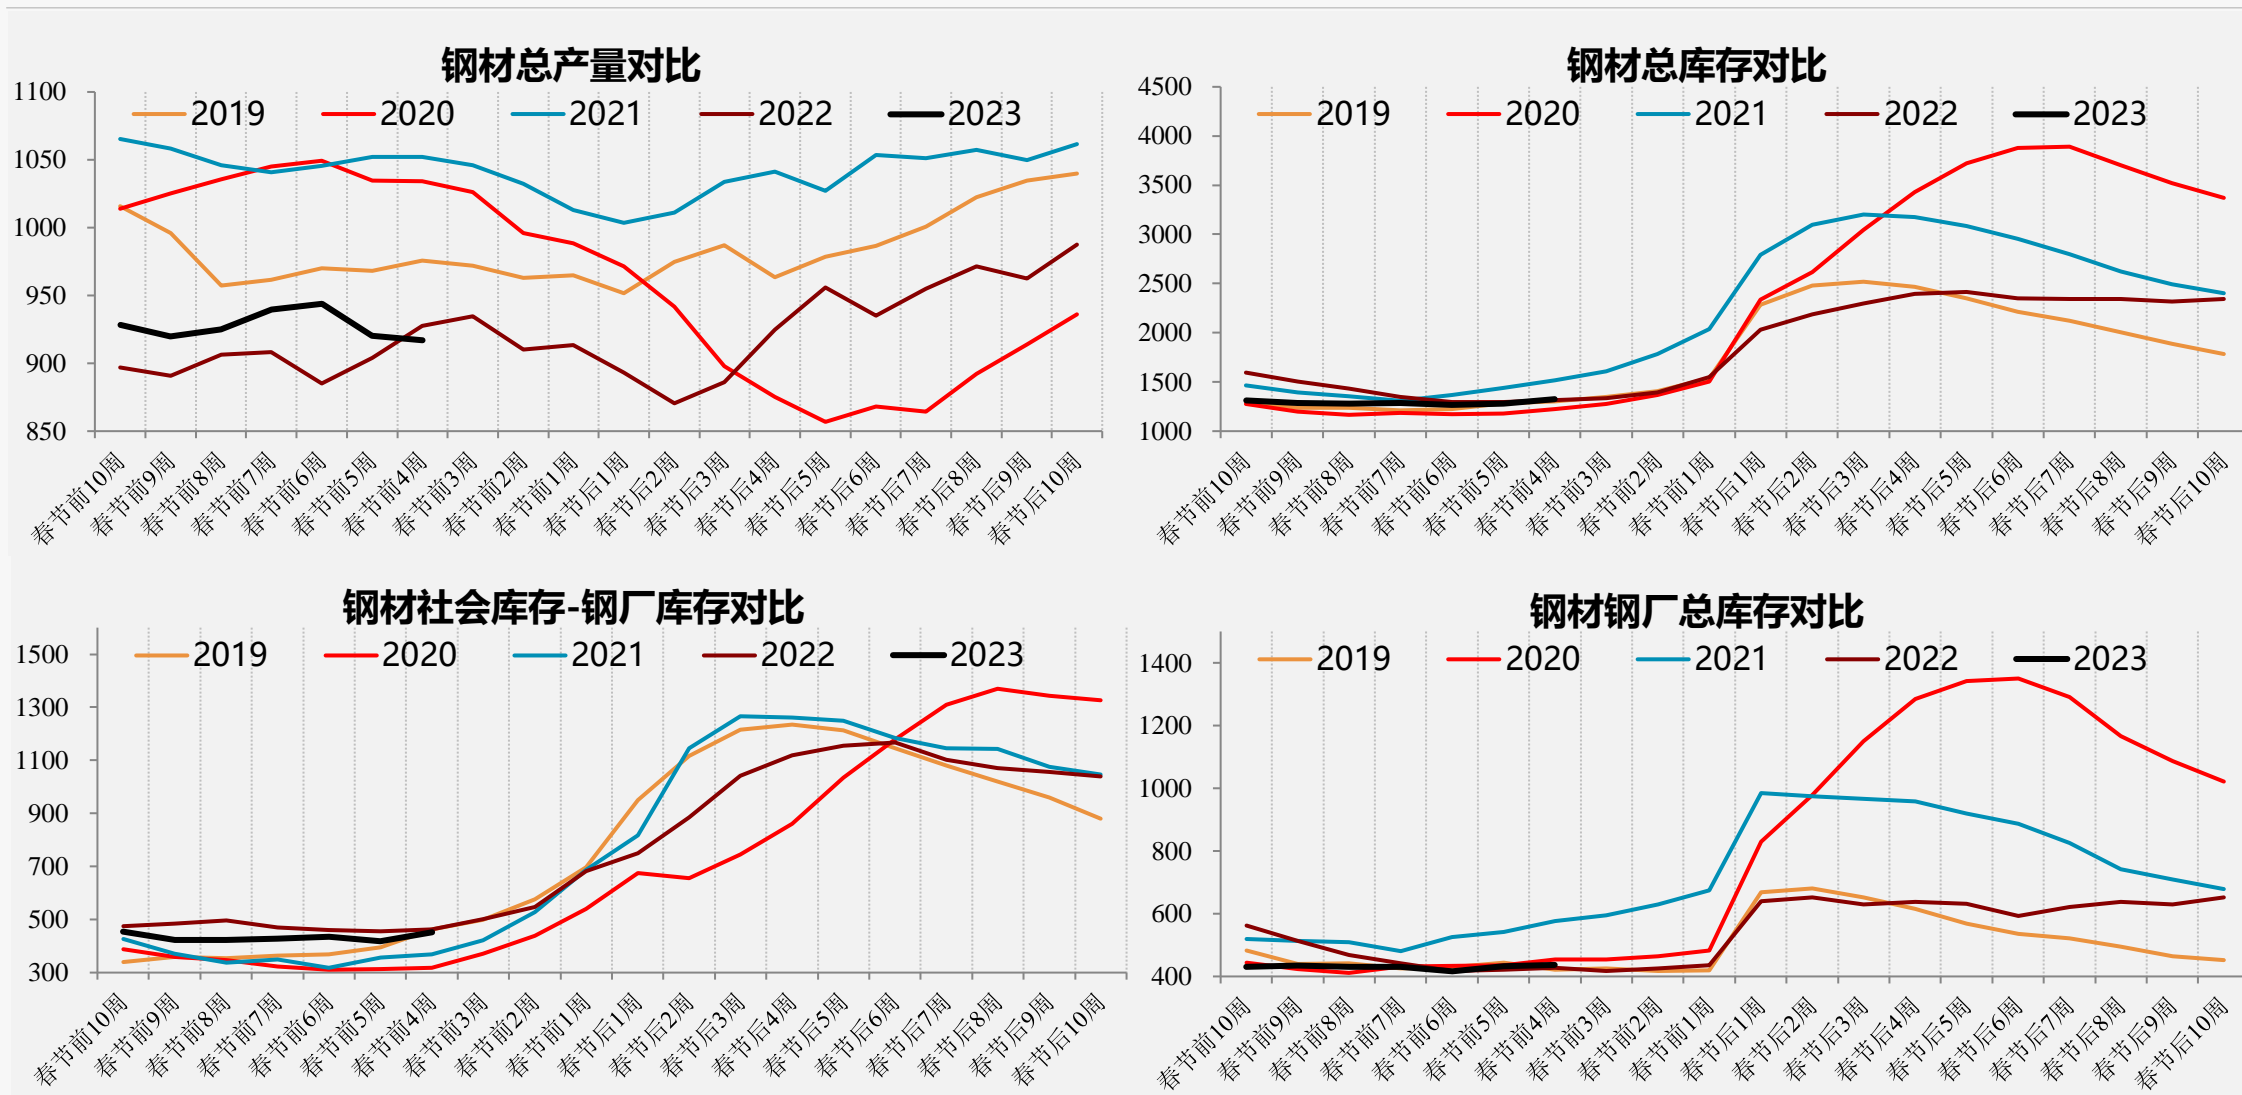 钢材总产量对比
2019 2020 2021 2022 2023
1100
1050
1000
950
900
850
春节前10周 春节前9周 春节前8周 春节前7周 春节前6周 春节前5周 春节前4周 春节前3周 春节前2周 春节前1周 春节后1周 春节后2周 春节后3周 春节后4周 春节后5周 春节后6周 春节后7周 春节后8周 春节后9周 春节后10周
钢材总库存对比
4500
2019 2020 2021 2022 2023
4000
3500
3000
2500
2000
1500
1000
春节前10周 春节前9周 春节前8周 春节前7周 春节前6周 春节前5周 春节前4周 春节前3周 春节前2周 春节前1周 春节后1周 春节后2周 春节后3周 春节后4周 春节后5周 春节后6周 春节后7周 春节后8周 春节后9周 春节后10周
钢材社会库存-钢厂库存对比
2019 2020 2021 2022 2023
1500
1300
1100
900
700
500
300
春节前10周 春节前9周 春节前8周 春节前7周 春节前6周 春节前5周 春节前4周 春节前3周 春节前2周 春节前1周 春节后1周 春节后2周 春节后3周 春节后4周 春节后5周 春节后6周 春节后7周 春节后8周 春节后9周 春节后10周
钢材钢厂总库存对比
2019 2020 2021 2022 2023
1400
1200
1000
800
600
400
春节前10周 春节前9周 春节前8周 春节前7周 春节前6周 春节前5周 春节前4周 春节前3周 春节前2周 春节前1周 春节后1周 春节后2周 春节后3周 春节后4周 春节后5周 春节后6周 春节后7周 春节后8周 春节后9周 春节后10周